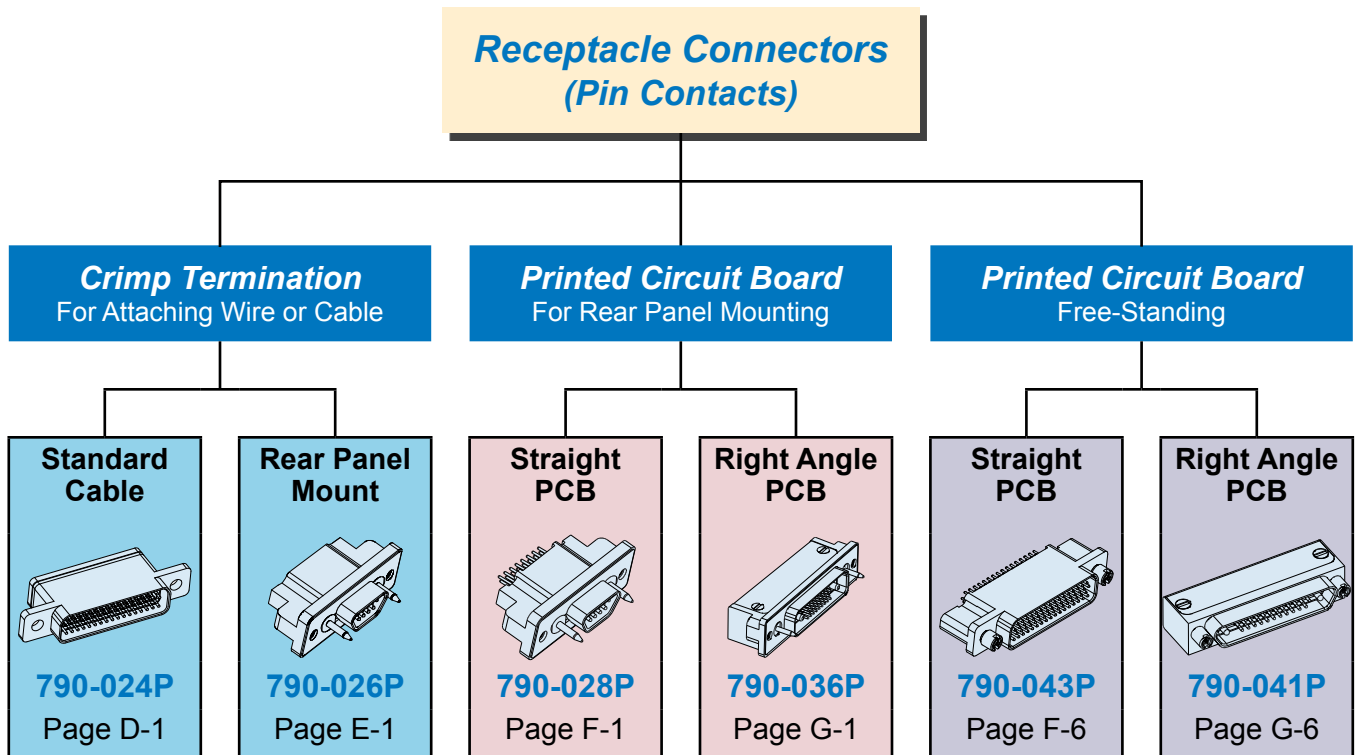 Receptacle Connectors
(Pin Contacts)
Crimp Termination
For Attaching Wire or Cable
Printed Circuit Board
For Rear Panel Mounting
Printed Circuit Board
Free-Standing
Standard
Cable
790-024P
Page D-1
Rear Panel
Mount
790-026P
Page E-1
Straight
PCB
790-028P
Page F-1
Right Angle
PCB
790-036P
Page G-1
Straight
PCB
790-043P
Page F-6
Right Angle
PCB
790-041P
Page G-6